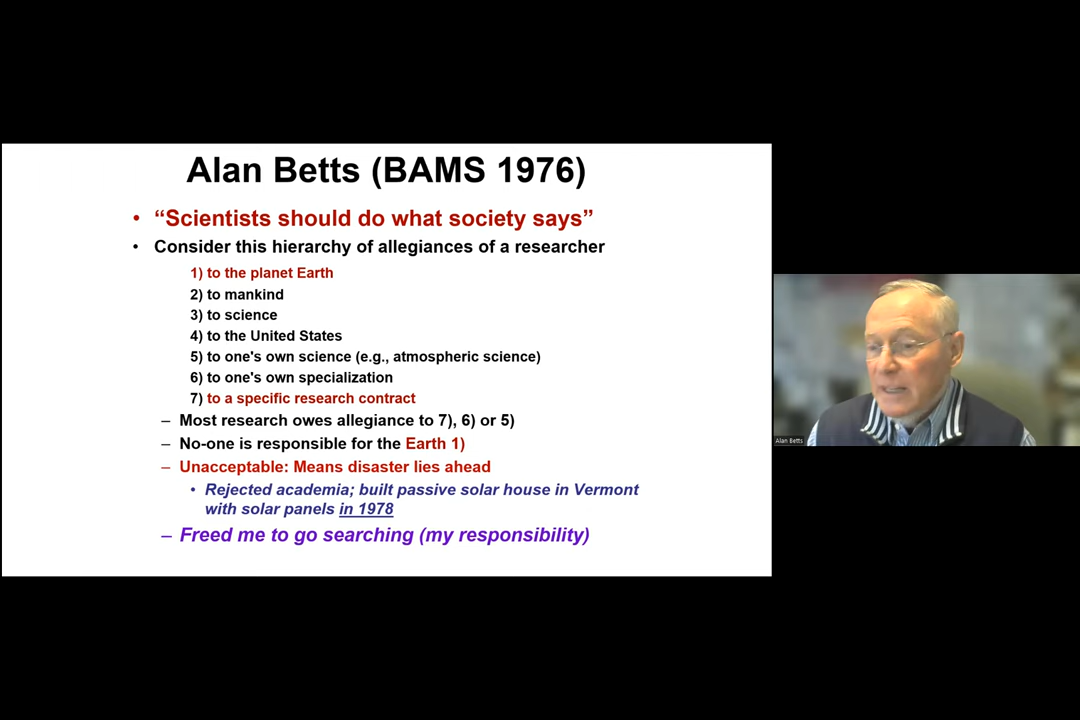 Alan Betts (BAMS 1976)
• “Scientists should do what society says”
• Consider this hierarchy of allegiances of a researcher
1) to the planet Earth
2) to mankind
3) to science
4) to the United States
5) to one's own science (e.g., atmospheric science)
6) to one's own specialization
7) to a specific research contract
– Most research owes allegiance to 7), 6) or 5)
– No-one is responsible for the Earth 1)
– Unacceptable: Means disaster lies ahead
• Rejected academia; built passive solar house in Vermont
with solar panels in 1978
– Freed me to go searching (my responsibility)
Alan Betts